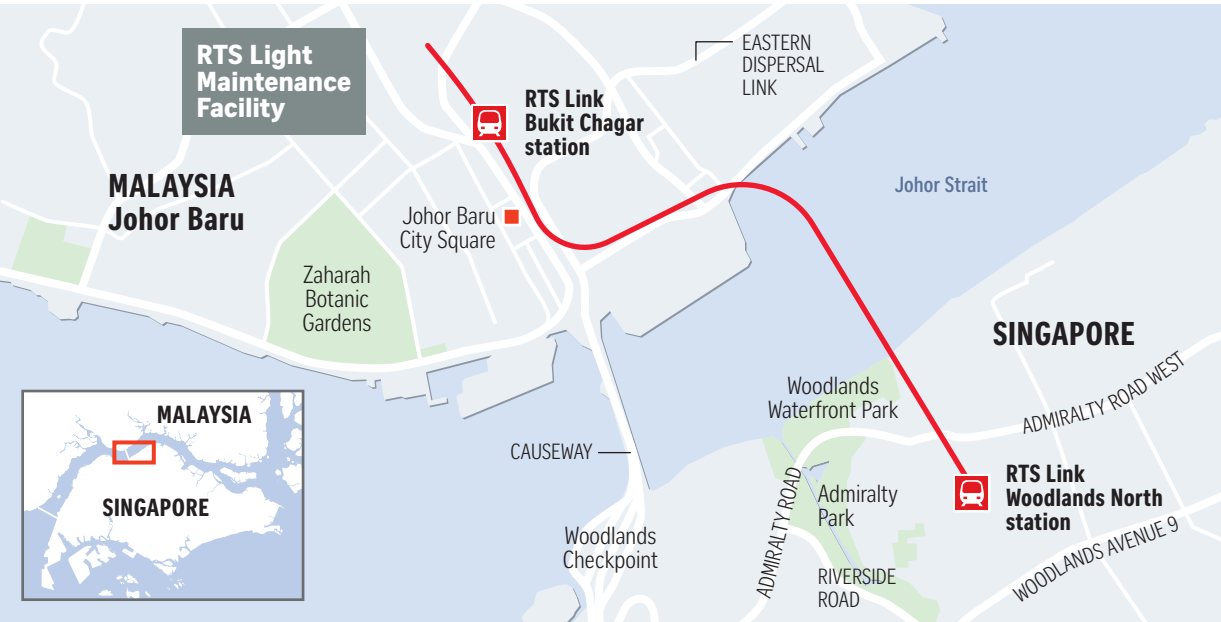 RTS Light
Maintenance
Facility
EASTERN
DISPERSAL
LINK
RTS Link
Bukit Chagar
station
MALAYSIA
Johor Baru
Johor Strait
Johor Baru
City Square
Zaharah
Botanic
Gardens
SINGAPORE
Woodlands
Waterfront Park
ADMIRALTY ROAD WEST
MALAYSIA
SINGAPORE
CAUSEWAY
RTS Link
Woodlands North
station
ADMIRALTY ROAD
Admiralty
Park
Woodlands
Checkpoint
RIVERSIDE
ROAD
WOODLANDS AVENUE 9